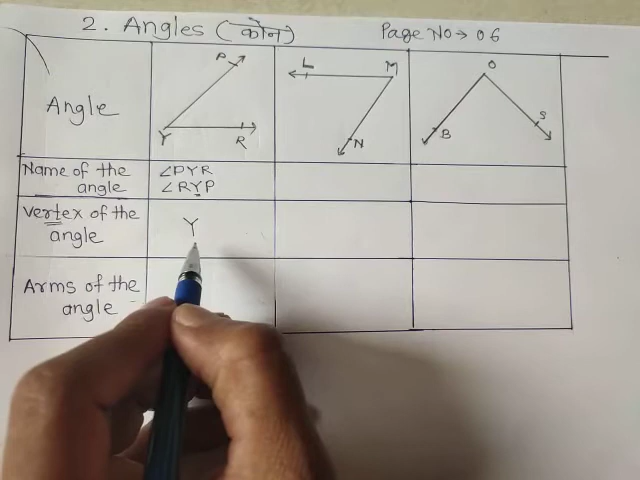 2. Angles (कोन) Page No → 06
Angle
P
Y
R
L
M
N
O
B
S
Name of the angle
∠PYR
∠RYP
Vertex of the angle
Y
Arms of the angle